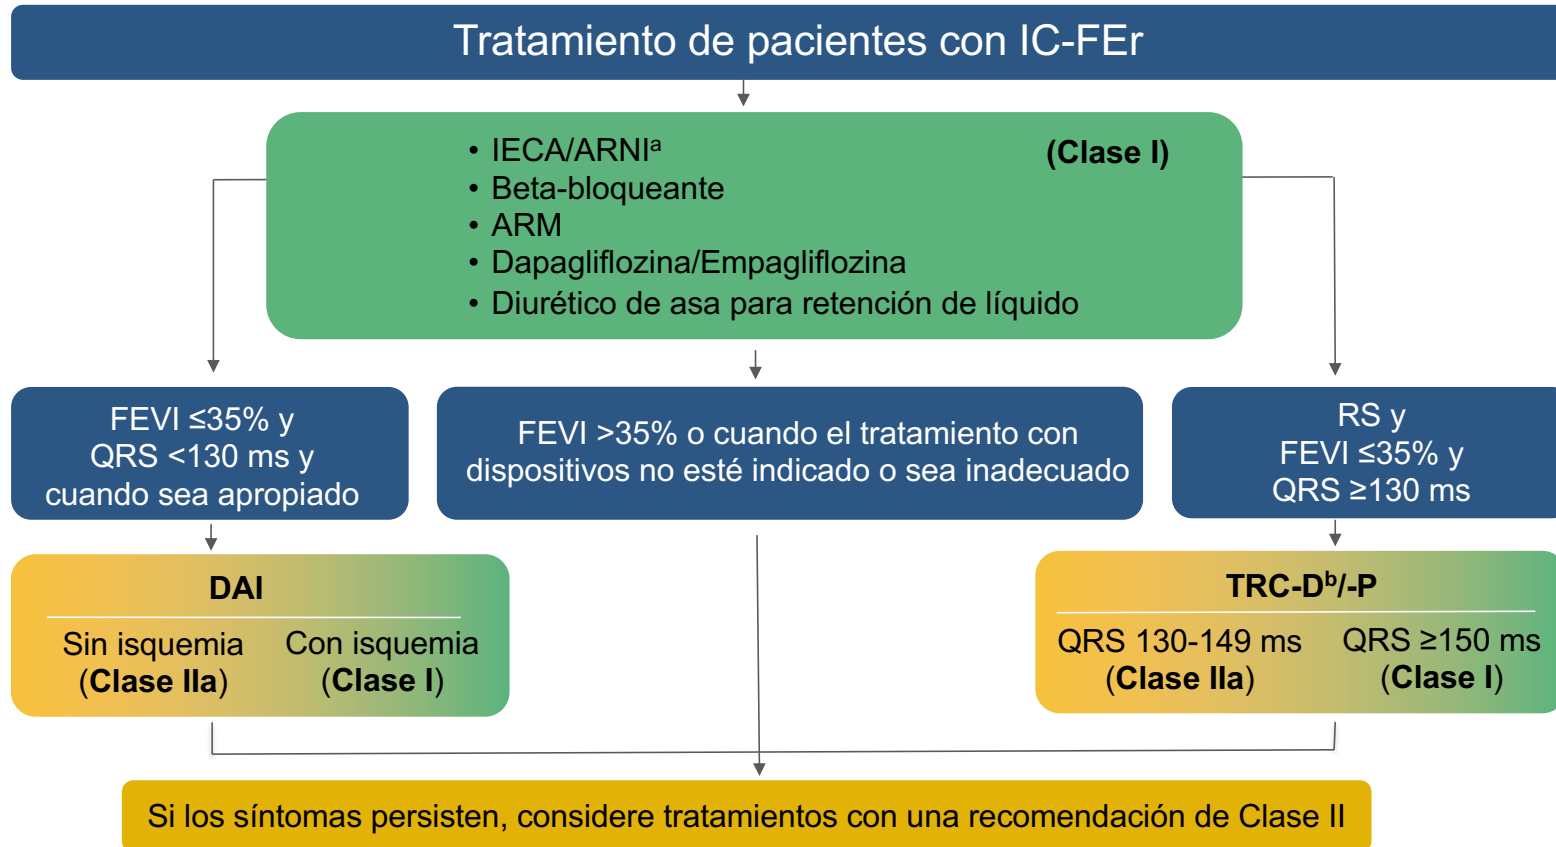 Tratamiento de pacientes con IC-FEr
• IECA/ARNIᵃ
(Clase I)
• Beta-bloqueante
• ARM
• Dapagliflozina/Empagliflozina
• Diurético de asa para retención de líquido
FEVI ≤35% y
QRS <130 ms y
cuando sea apropiado
FEVI >35% o cuando el tratamiento con
dispositivos no esté indicado o sea inadecuado
RS y
FEVI ≤35% y
QRS ≥130 ms
DAI
Sin isquemia
(Clase IIa)
Con isquemia
(Clase I)
TRC-Dᵇ/-P
QRS 130-149 ms
(Clase IIa)
QRS ≥150 ms
(Clase I)
Si los síntomas persisten, considere tratamientos con una recomendación de Clase II